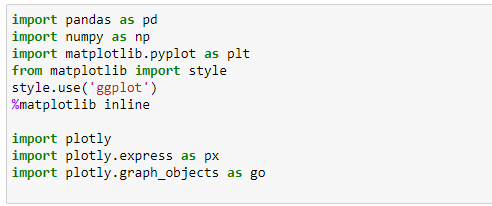 import pandas as pd
import numpy as np
import matplotlib.pyplot as plt
from matplotlib import style
style.use('ggplot')
%matplotlib inline
import plotly
import plotly.express as px
import plotly.graph_objects as go